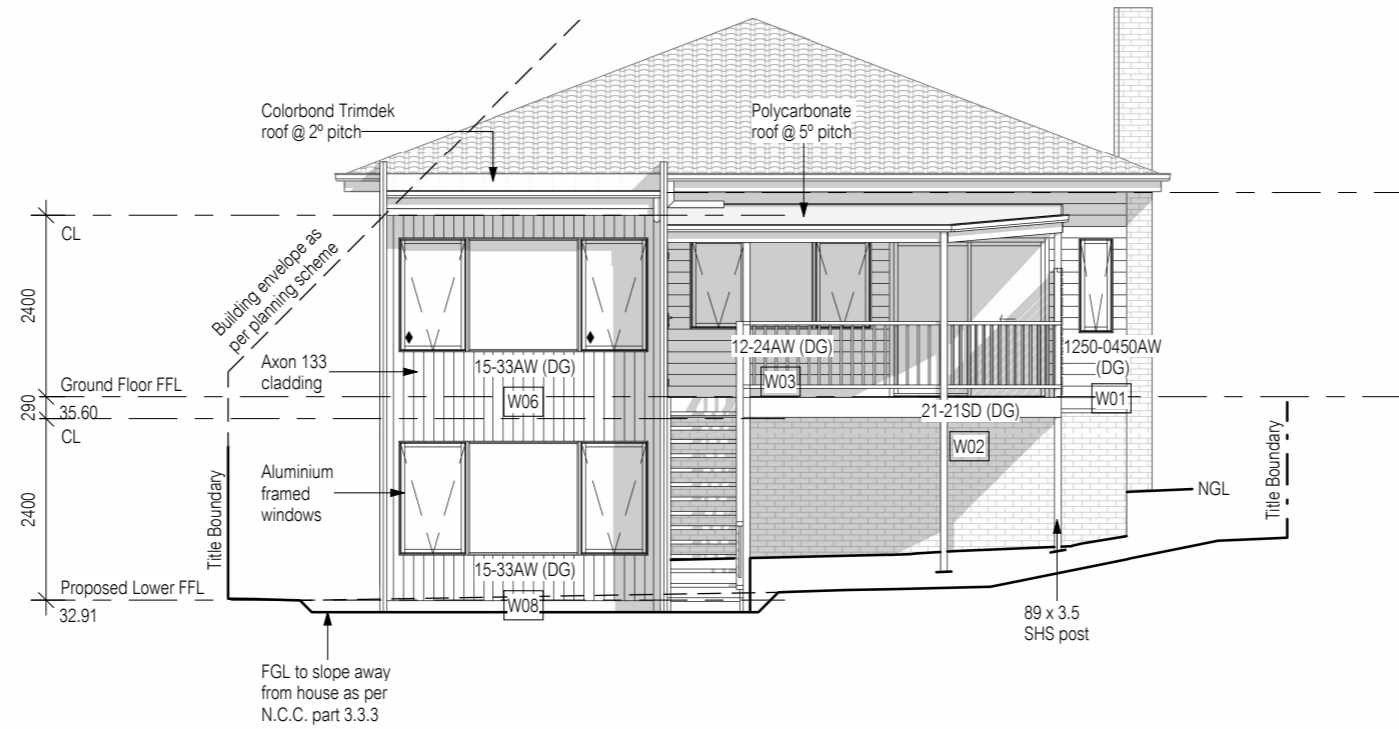 Colorbond Trimdek
roof @ 2º pitch
Polycarbonate
roof @ 5º pitch
CL
2400
Building envelope as
per planning scheme
Axon 133
cladding
15-33AW (DG)
W06
12-24AW (DG)
W03
1250-0450AW
(DG)
W01
Ground Floor FFL
290
35.60
CL
21-21SD (DG)
W02
2400
Aluminium
framed
windows
Title Boundary
NGL
Title Boundary
15-33AW (DG)
W08
Proposed Lower FFL
32.91
89 x 3.5
SHS post
FGL to slope away
from house as per
N.C.C. part 3.3.3